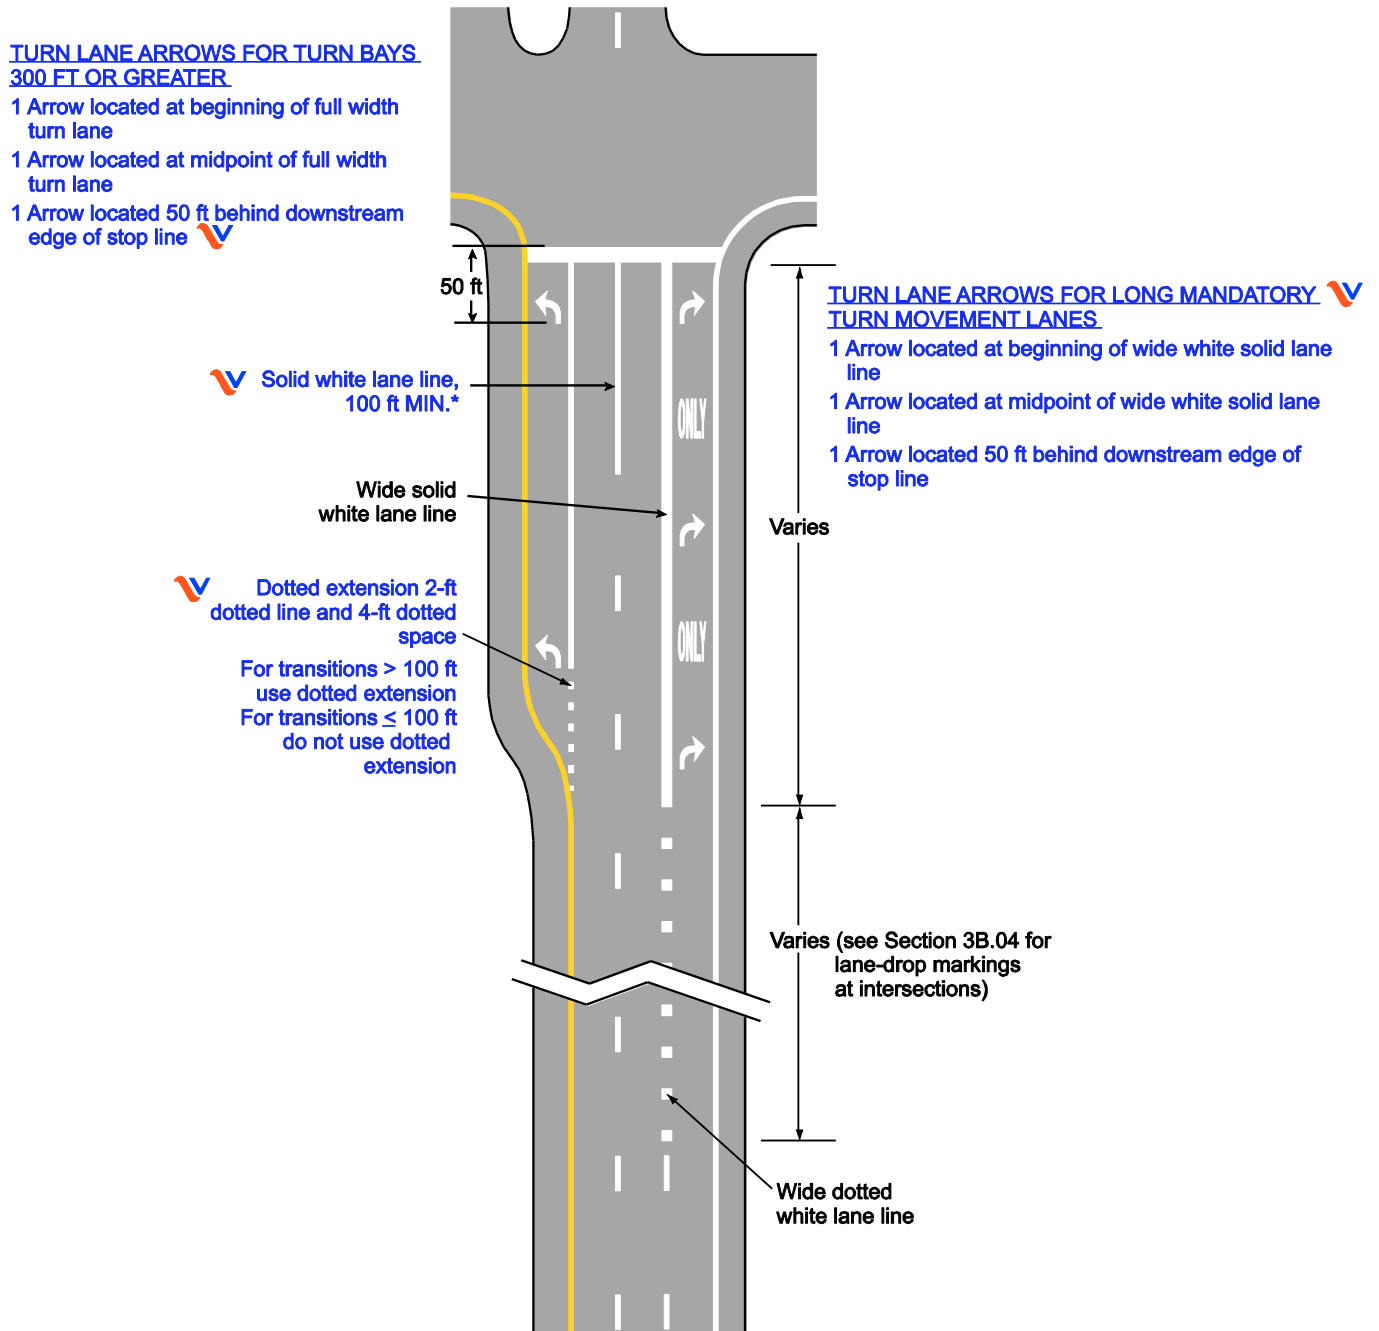 TURN LANE ARROWS FOR TURN BAYS
300 FT OR GREATER
1 Arrow located at beginning of full width
turn lane
1 Arrow located at midpoint of full width
turn lane
1 Arrow located 50 ft behind downstream
edge of stop line
50 ft
TURN LANE ARROWS FOR LONG MANDATORY
TURN MOVEMENT LANES
1 Arrow located at beginning of wide white solid lane
line
1 Arrow located at midpoint of wide white solid lane
line
1 Arrow located 50 ft behind downstream edge of
stop line
Solid white lane line,
100 ft MIN.*
ONLY
Wide solid
white lane line
Varies
Dotted extension 2-ft
dotted line and 4-ft dotted
space
For transitions > 100 ft
use dotted extension
For transitions ≤ 100 ft
do not use dotted
extension
ONLY
Varies (see Section 3B.04 for
lane-drop markings
at intersections)
Wide dotted
white lane line